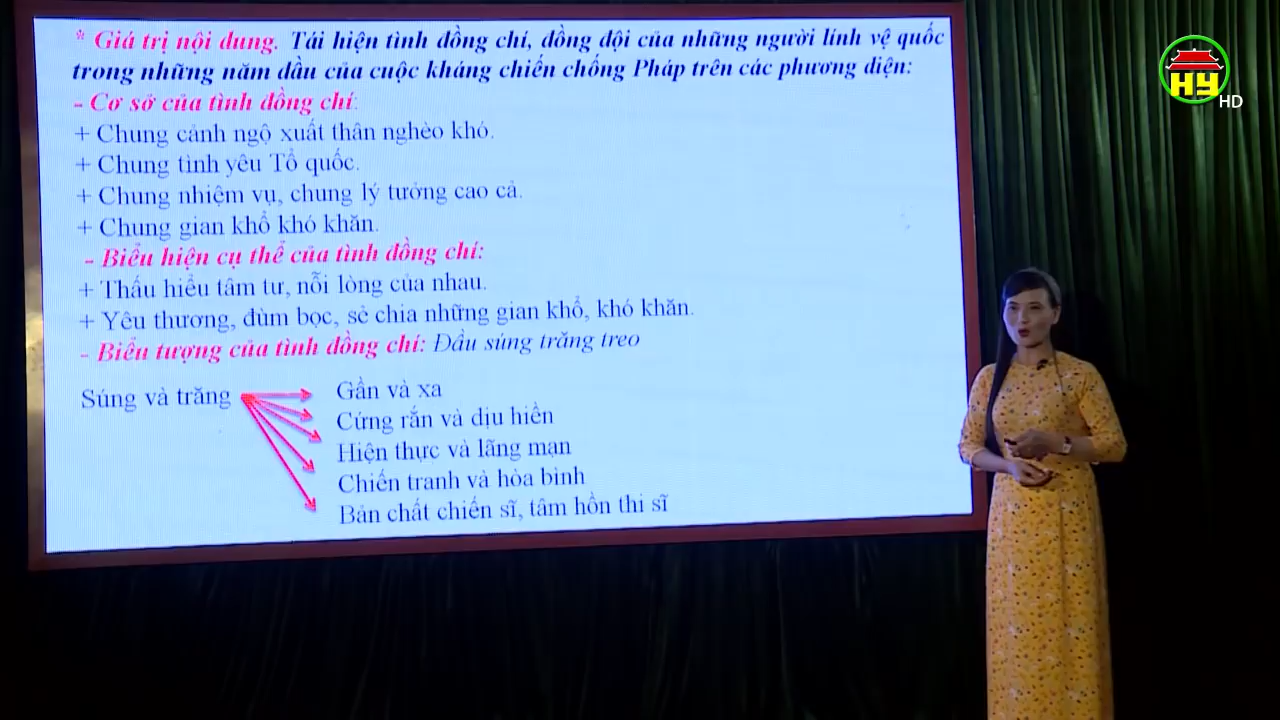 * Giá trị nội dung. Tái hiện tình đồng chí, đồng đội của những người lính vệ quốc
trong những năm đầu của cuộc kháng chiến chống Pháp trên các phương diện:
- Cơ sở của tình đồng chí:
+ Chung cảnh ngộ xuất thân nghèo khó.
+ Chung tình yêu Tổ quốc.
+ Chung nhiệm vụ, chung lý tưởng cao cả.
+ Chung gian khổ khó khăn.
- Biểu hiện cụ thể của tình đồng chí:
+ Thấu hiểu tâm tư, nỗi lòng của nhau.
+ Yêu thương, đùm bọc, sẻ chia những gian khổ, khó khăn.
- Biểu tượng của tình đồng chí: Đầu súng trăng treo
Súng và trăng
Gần và xa
Cứng rắn và dịu hiền
Hiện thực và lãng mạn
Chiến tranh và hòa bình
Bản chất chiến sĩ, tâm hồn thi sĩ
HY
HD